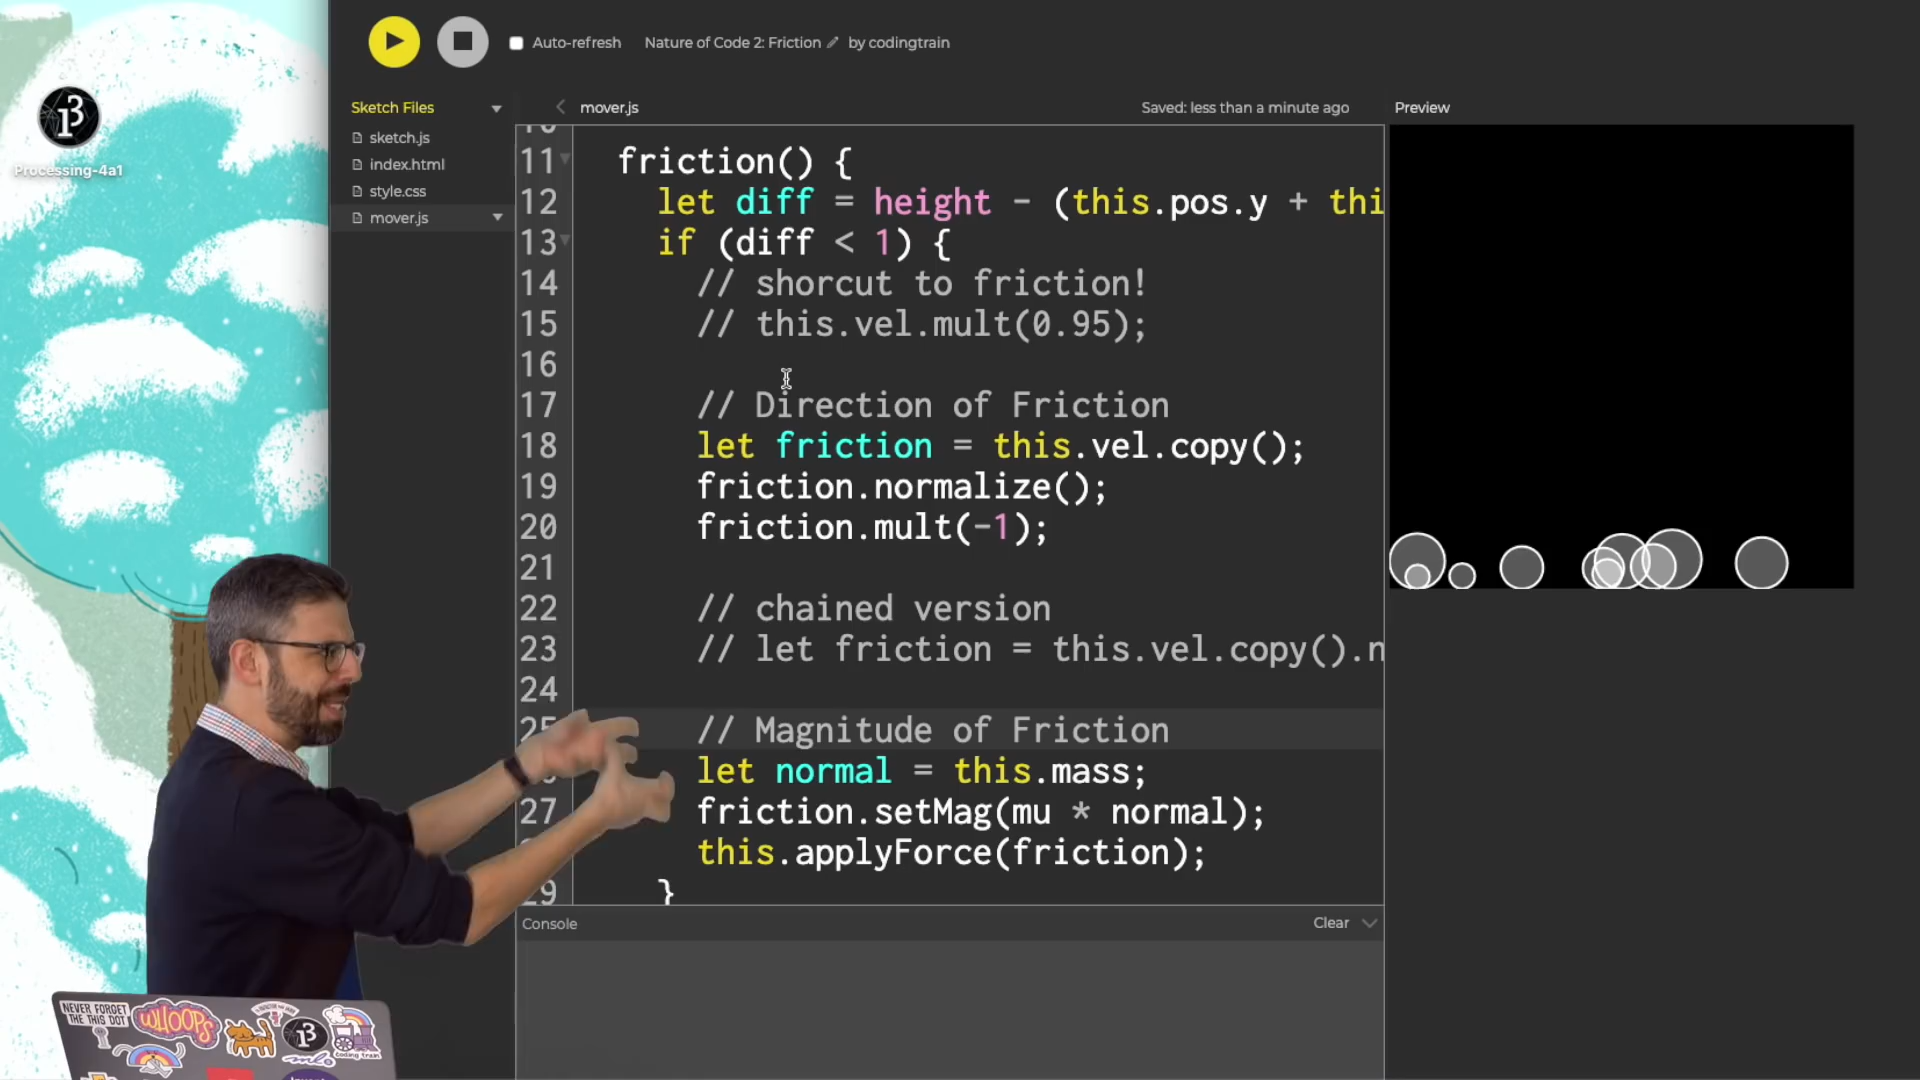 Auto-refresh
Nature of Code 2: Friction
by codingtrain
Processing-4a1
Sketch Files
sketch.js
index.html
style.css
mover.js
mover.js
Saved: less than a minute ago
Preview
10
11 friction() {
12 let diff = height - (this.pos.y + thi
13 if (diff < 1) {
14 // shorcut to friction!
15 // this.vel.mult(0.95);
16
17 // Direction of Friction
18 let friction = this.vel.copy();
19 friction.normalize();
20 friction.mult(-1);
21
22 // chained version
23 // let friction = this.vel.copy().n
24
25 // Magnitude of Friction
let normal = this.mass;
27 friction.setMag(mu * normal);
this.applyForce(friction);
29 }
Console
Clear
NEVER FORGET
THE THIS DOT
WHOOPS
coding train